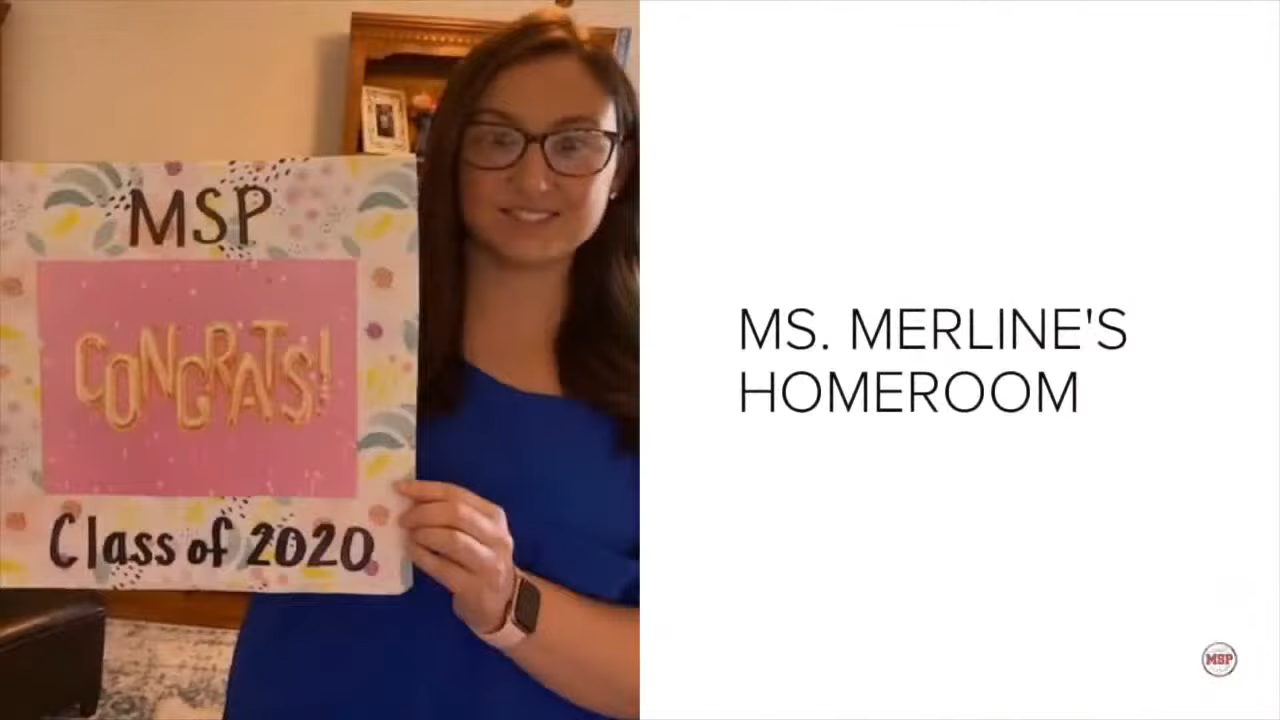 MSP
CONGRATS!
Class of 2020
MS. MERLINE'S
HOMEROOM
MSP